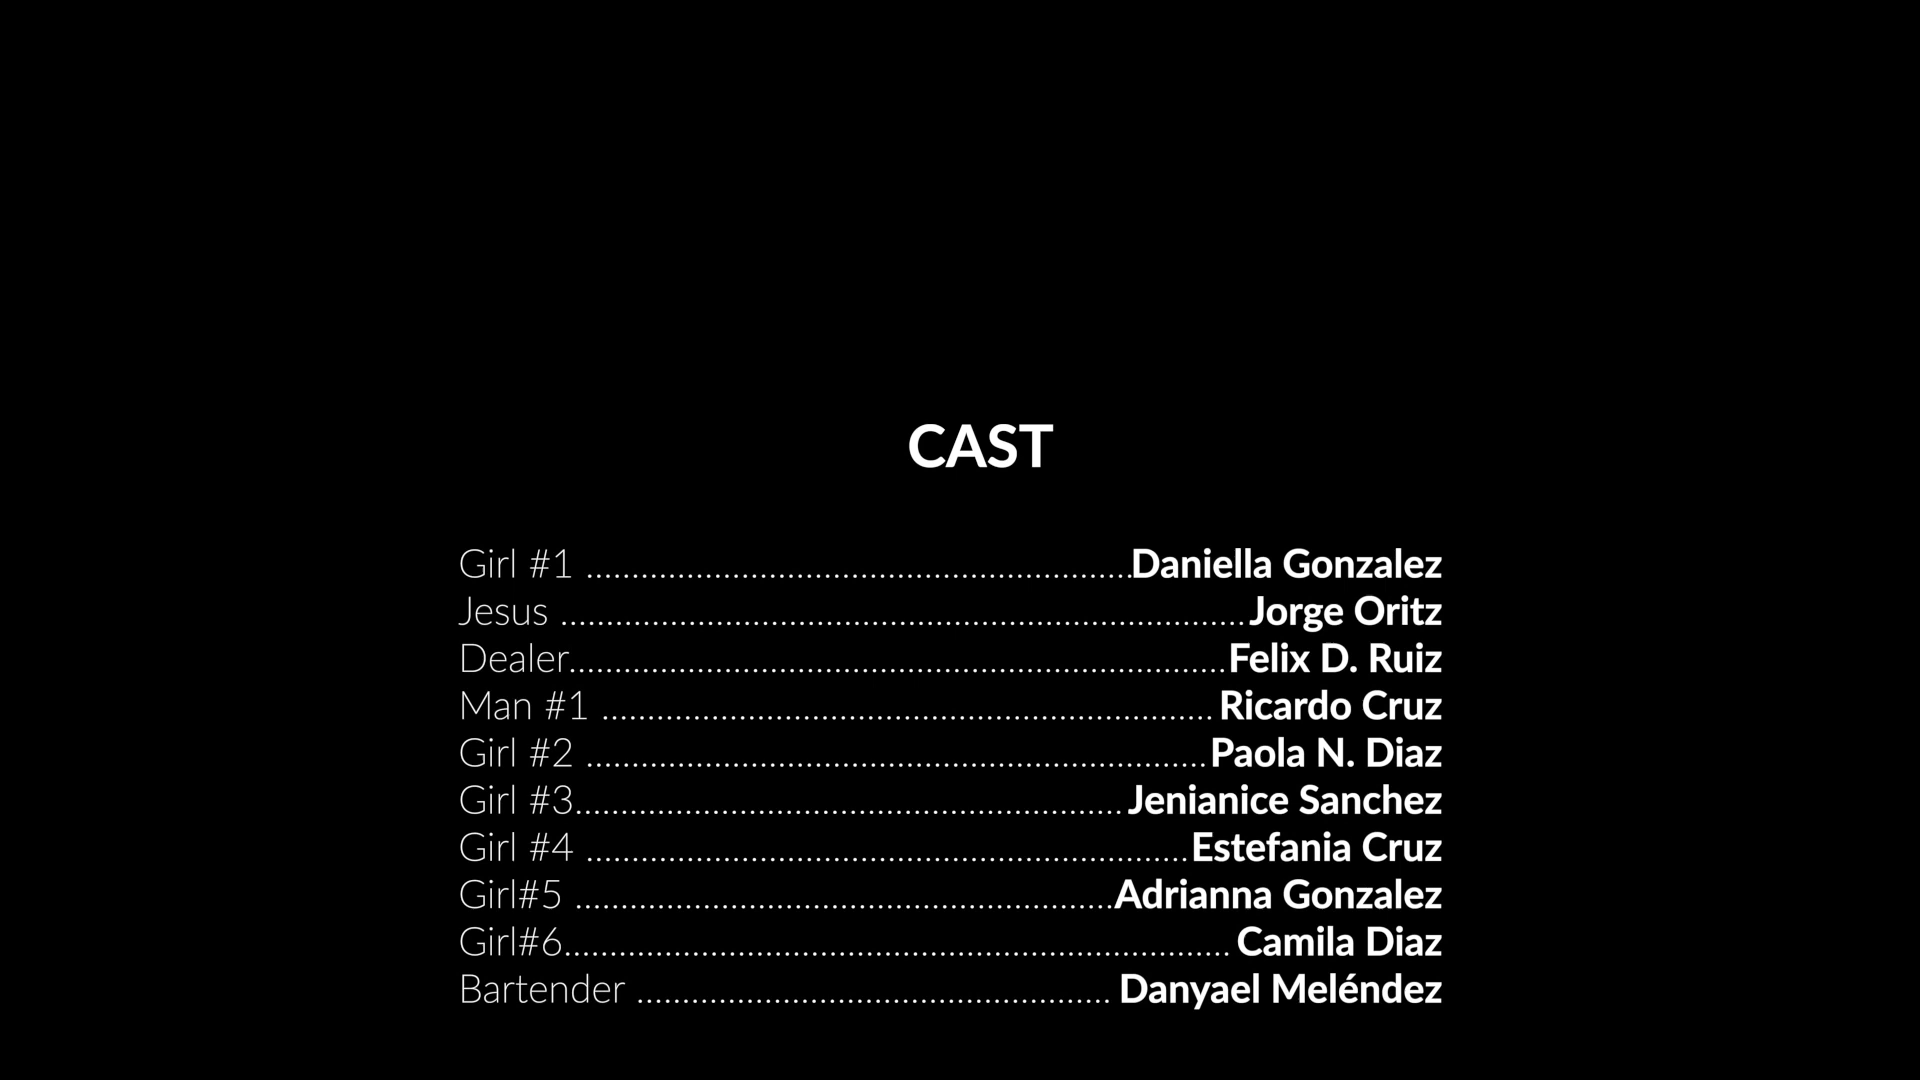 CAST
Girl #1 ............................................................Daniella Gonzalez
Jesus ...........................................................................Jorge Oritz
Dealer........................................................................Felix D. Ruiz
Man #1 ................................................................... Ricardo Cruz
Girl #2 ....................................................................Paola N. Diaz
Girl #3............................................................ Jenianice Sanchez
Girl #4 ..................................................................Estefania Cruz
Girl#5 ...........................................................Adrianna Gonzalez
Girl#6......................................................................... Camila Diaz
Bartender .................................................... Danyael Meléndez